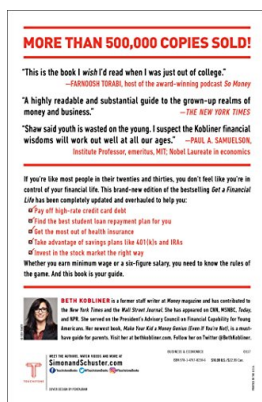 MORE THAN 500,000 COPIES SOLD!
"This is the book I wish I'd read when I was just out of college."
—FARNOOSH TORABI, host of the award-winning podcast So Money
"A highly readable and substantial guide to the grown-up realms of
money and business." —THE NEW YORK TIMES
"Shaw said youth is wasted on the young. I suspect the Kobliner financial
wisdoms will work out well at all our ages." —PAUL A. SAMUELSON,
Institute Professor, emeritus, MIT; Nobel Laureate in economics
If you're like most people in their twenties and thirties, you don't feel like you're in
control of your financial life. This brand-new edition of the bestselling Get a Financial
Life has been completely updated and overhauled to help you:
Pay off high-rate credit card debt
Find the best student loan repayment plan for you
Get the most out of health insurance
Take advantage of savings plans like 401(k)s and IRAs
Invest in the stock market the right way
Whether you earn minimum wage or a six-figure salary, you need to know the rules of
the game. And this book is your guide.
BETH KOBLINER is a former staff writer at Money magazine and has contributed to
the New York Times and the Wall Street Journal. She has appeared on CNN, MSNBC, Today,
and NPR. She served on the President's Advisory Council on Financial Capability for Young
Americans. Her newest book, Make Your Kid a Money Genius (Even If You're Not), is a must-
have guide for parents. Visit her at bethkobliner.com. Follow her on Twitter @BethKobliner.
MEET THE AUTHORS, WATCH VIDEOS AND MORE AT
SimonandSchuster.com
BUSINESS & ECONOMICS